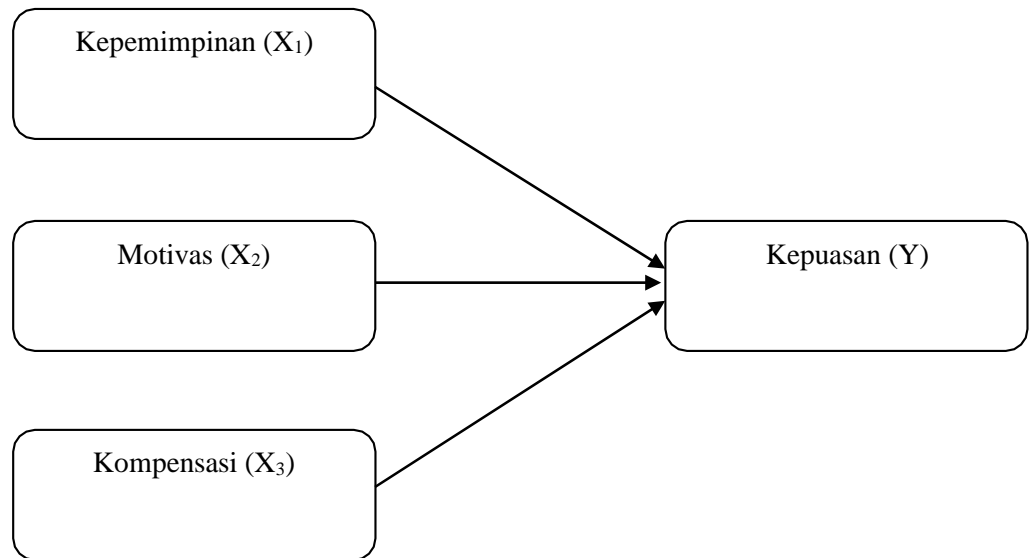 Kepemimpinan (X₁)
Motivas (X₂)
Kepuasan (Y)
Kompensasi (X₃)